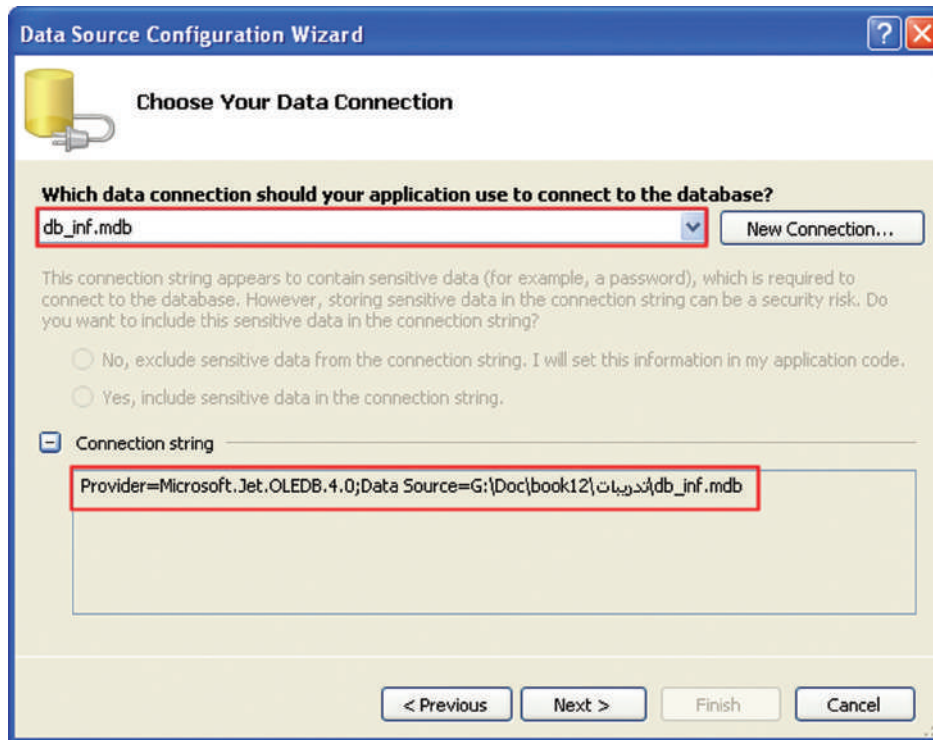 Data Source Configuration Wizard
Choose Your Data Connection
Which data connection should your application use to connect to the database?
db_inf.mdb
New Connection...
This connection string appears to contain sensitive data (for example, a password), which is required to
connect to the database. However, storing sensitive data in the connection string can be a security risk. Do
you want to include this sensitive data in the connection string?
No, exclude sensitive data from the connection string. I will set this information in my application code.
Yes, include sensitive data in the connection string.
Connection string
Provider=Microsoft.Jet.OLEDB.4.0;Data Source=G:\Doc\book12\تدريبات\db_inf.mdb
< Previous
Next >
Finish
Cancel